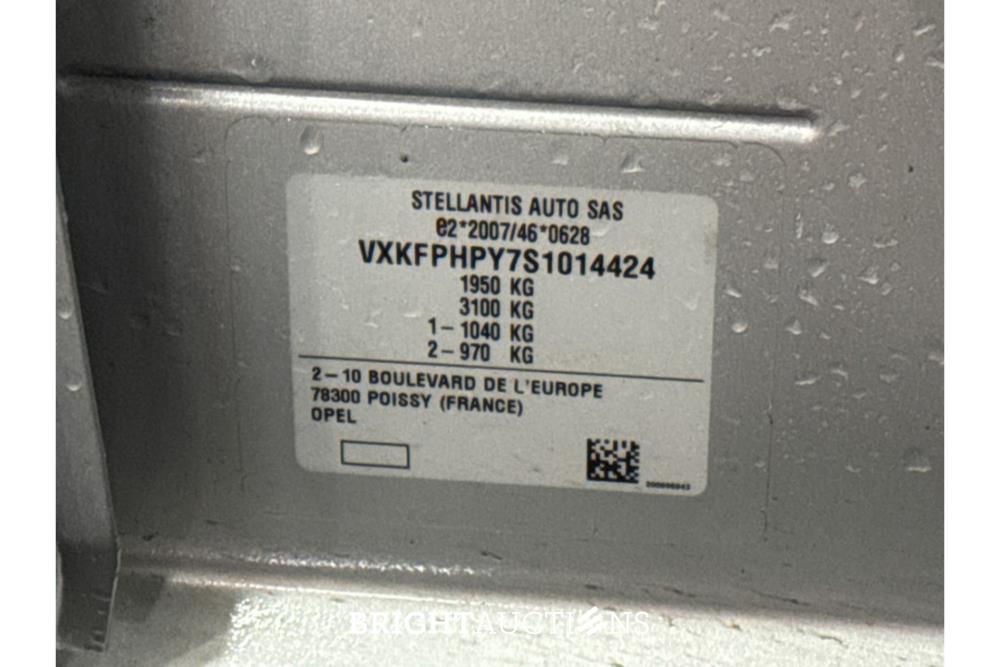 STELLANTIS AUTO SAS
e2*2007/46*0628
VXKFPHPY7S1014424
1950 KG
3100 KG
1- 1040 KG
2- 970 KG
2-10 BOULEVARD DE L'EUROPE
78300 POISSY (FRANCE)
OPEL
BRIGHTAUCTIONS